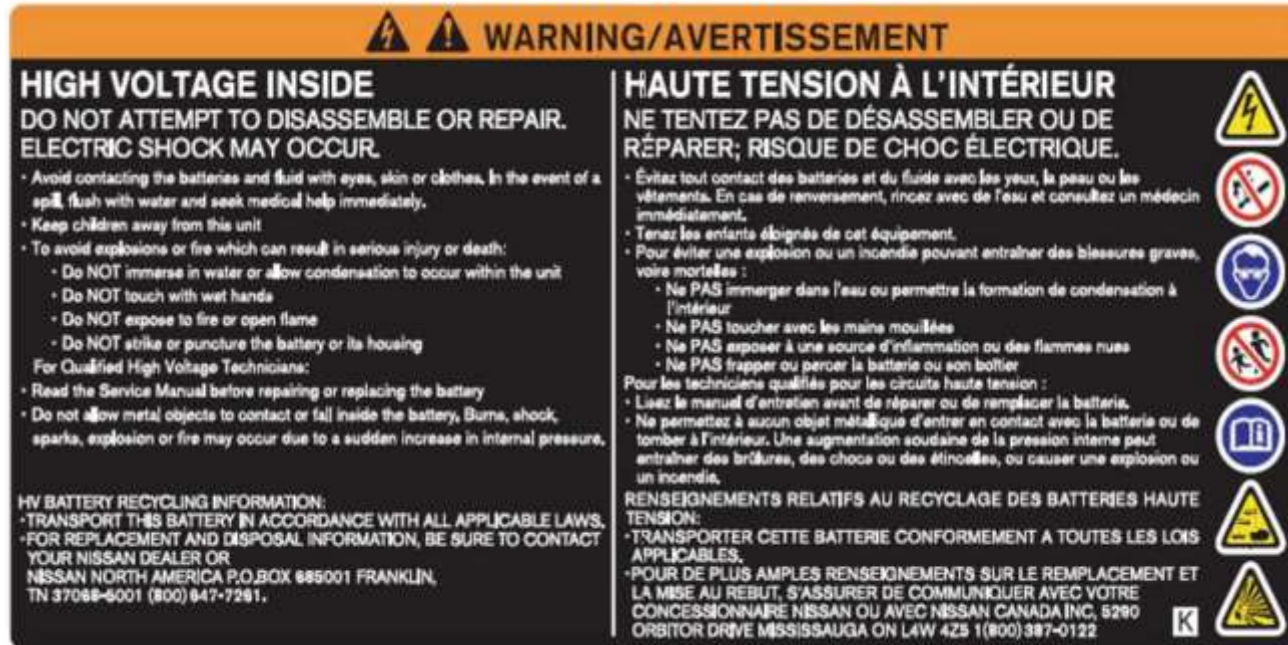 WARNING/AVERTISSEMENT
HIGH VOLTAGE INSIDE
DO NOT ATTEMPT TO DISASSEMBLE OR REPAIR.
ELECTRIC SHOCK MAY OCCUR.
· Avoid contacting the batteries and fluid with eyes, skin or clothes. In the event of a
spill, flush with water and seek medical help immediately.
· Keep children away from this unit
· To avoid explosions or fire which can result in serious injury or death:
· Do NOT immerse in water or allow condensation to occur within the unit
· Do NOT touch with wet hands
· Do NOT expose to fire or open flame
· Do NOT strike or puncture the battery or its housing
For Qualified High Voltage Technicians:
· Read the Service Manual before repairing or replacing the battery
· Do not allow metal objects to contact or fall inside the battery. Burns, shock,
sparks, explosion or fire may occur due to a sudden increase in internal pressure.
HV BATTERY RECYCLING INFORMATION:
·TRANSPORT THIS BATTERY IN ACCORDANCE WITH ALL APPLICABLE LAWS.
·FOR REPLACEMENT AND DISPOSAL INFORMATION, BE SURE TO CONTACT
YOUR NISSAN DEALER OR
NISSAN NORTH AMERICA P.O.BOX 685001 FRANKLIN,
TN 37068-5001 (800) 647-7261.
HAUTE TENSION À L'INTÉRIEUR
NE TENTEZ PAS DE DÉSASSEMBLER OU DE
RÉPARER; RISQUE DE CHOC ÉLECTRIQUE.
· Évitez tout contact des batteries et du fluide avec les yeux, la peau ou les
vêtements. En cas de renversement, rincez avec de l'eau et consultez un médecin
immédiatement.
· Tenez les enfants éloignés de cet équipement.
· Pour éviter une explosion ou un incendie pouvant entraîner des blessures graves,
voire mortelles :
· Ne PAS immerger dans l'eau ou permettre la formation de condensation à
l'intérieur
· Ne PAS toucher avec les mains mouillées
· Ne PAS exposer à une source d'inflammation ou des flammes nues
· Ne PAS frapper ou percer la batterie ou son boîtier
Pour les techniciens qualifiés pour les circuits haute tension :
· Lisez le manuel d'entretien avant de réparer ou de remplacer la batterie.
· Ne permettez à aucun objet métallique d'entrer en contact avec la batterie ou de
tomber à l'intérieur. Une augmentation soudaine de la pression interne peut
entraîner des brûlures, des chocs ou des étincelles, ou causer une explosion ou
un incendie.
RENSEIGNEMENTS RELATIFS AU RECYCLAGE DES BATTERIES HAUTE
TENSION:
·TRANSPORTER CETTE BATTERIE CONFORMEMENT A TOUTES LES LOIS
APPLICABLES.
·POUR DE PLUS AMPLES RENSEIGNEMENTS SUR LE REMPLACEMENT ET
LA MISE AU REBUT, S'ASSURER DE COMMUNIQUER AVEC VOTRE
CONCESSIONNAIRE NISSAN OU AVEC NISSAN CANADA INC, 5290
ORBITOR DRIVE MISSISSAUGA ON L4W 4Z5 1(800) 387-0122
K